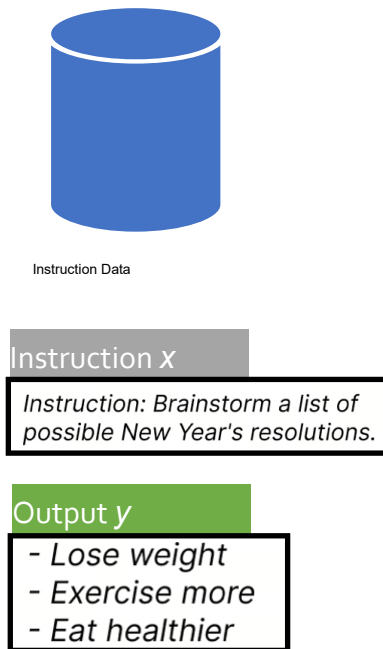 Instruction Data
Instruction x
Instruction: Brainstorm a list of
possible New Year's resolutions.
Output y
- Lose weight
- Exercise more
- Eat healthier